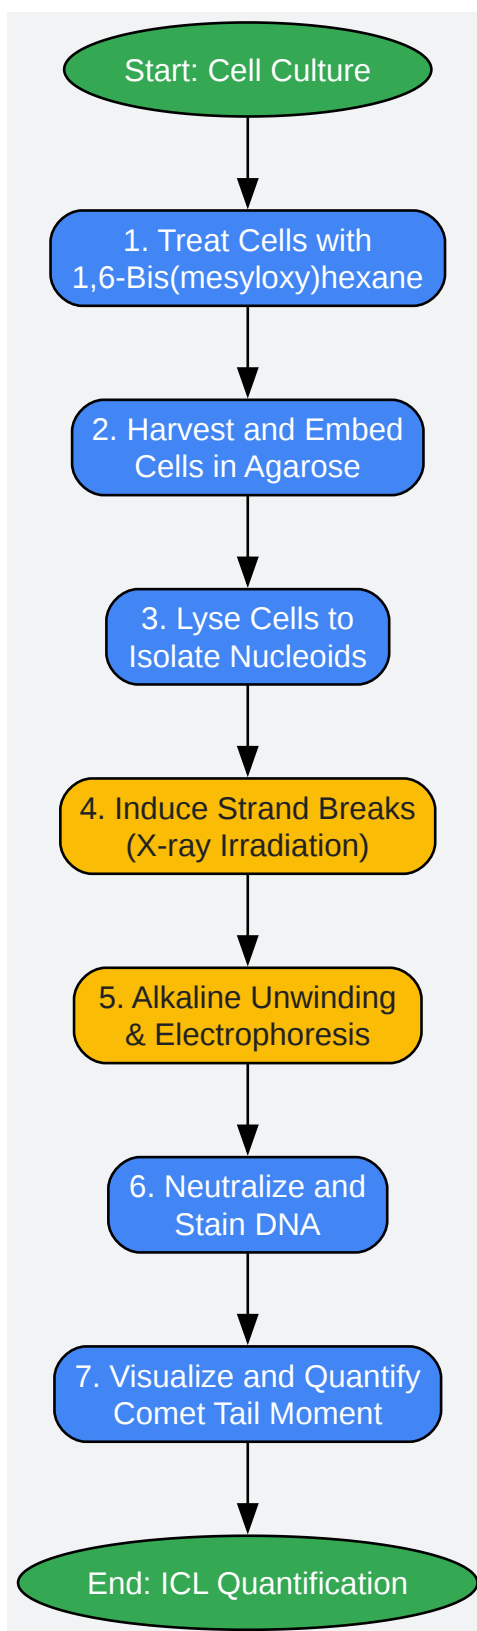 Start: Cell Culture
1. Treat Cells with
1,6-Bis(mesyloxy)hexane
2. Harvest and Embed
Cells in Agarose
3. Lyse Cells to
Isolate Nucleoids
4. Induce Strand Breaks
(X-ray Irradiation)
5. Alkaline Unwinding
& Electrophoresis
6. Neutralize and
Stain DNA
7. Visualize and Quantify
Comet Tail Moment
End: ICL Quantification